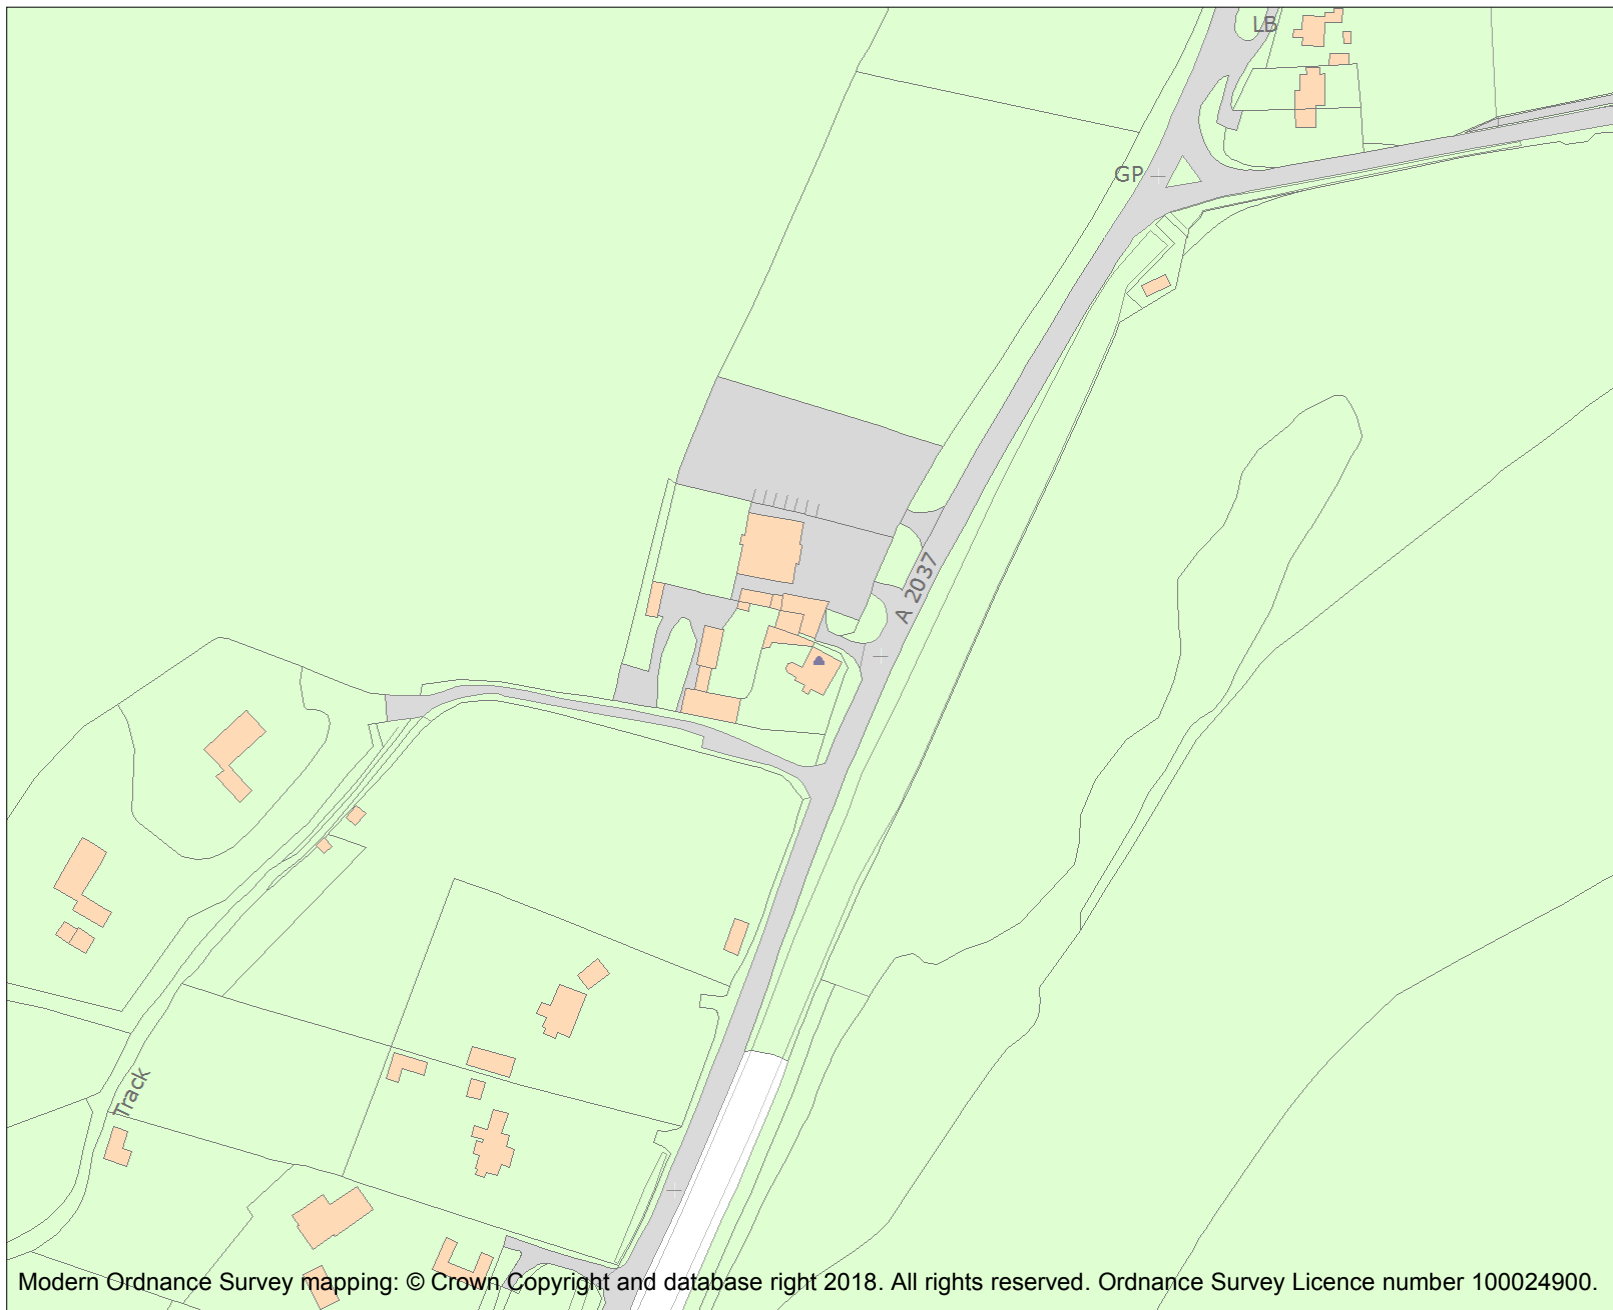 LB
GP
A 2037
Track
Modern Ordnance Survey mapping: © Crown Copyright and database right 2018. All rights reserved. Ordnance Survey Licence number 100024900.